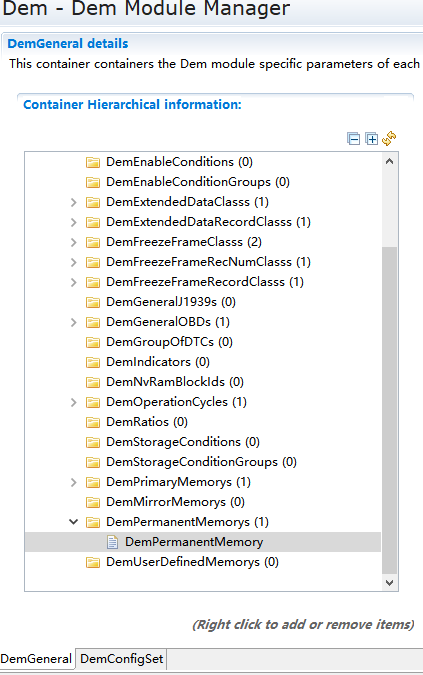 Dem - Dem Module Manager
DemGeneral details
This container containers the Dem module specific parameters of each
Container Hierarchical information:
DemEnableConditions (0)
DemEnableConditionGroups (0)
DemExtendedDataClasss (1)
DemExtendedDataRecordClasss (1)
DemFreezeFrameClasss (2)
DemFreezeFrameRecNumClasss (1)
DemFreezeFrameRecordClasss (1)
DemGeneralJ1939s (0)
DemGeneralOBDs (1)
DemGroupOfDTCs (0)
DemIndicators (0)
DemNvRamBlockIds (0)
DemOperationCycles (1)
DemRatios (0)
DemStorageConditions (0)
DemStorageConditionGroups (0)
DemPrimaryMemorys (1)
DemMirrorMemorys (0)
DemPermanentMemorys (1)
DemPermanentMemory
DemUserDefinedMemorys (0)
(Right click to add or remove items)
DemGeneral DemConfigSet